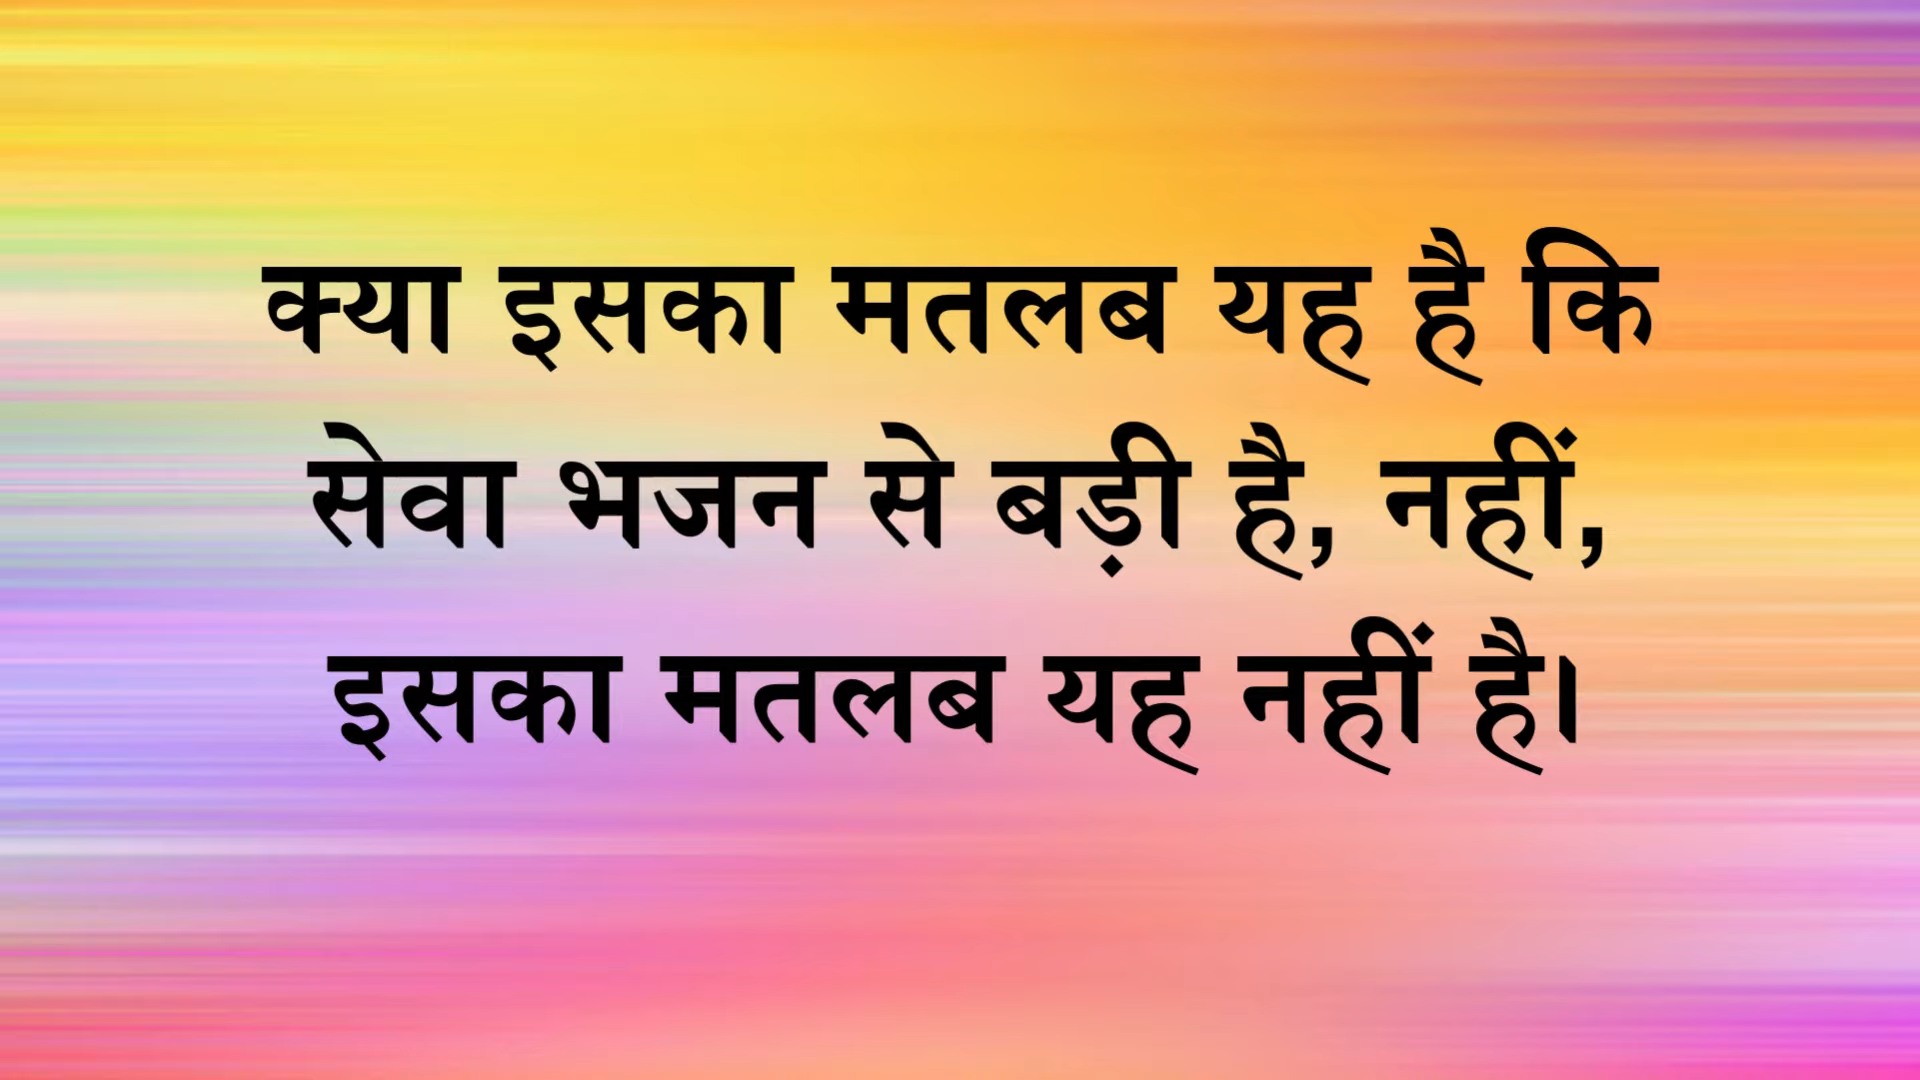 क्या इसका मतलब यह है कि
सेवा भजन से बड़ी है, नहीं,
इसका मतलब यह नहीं है।